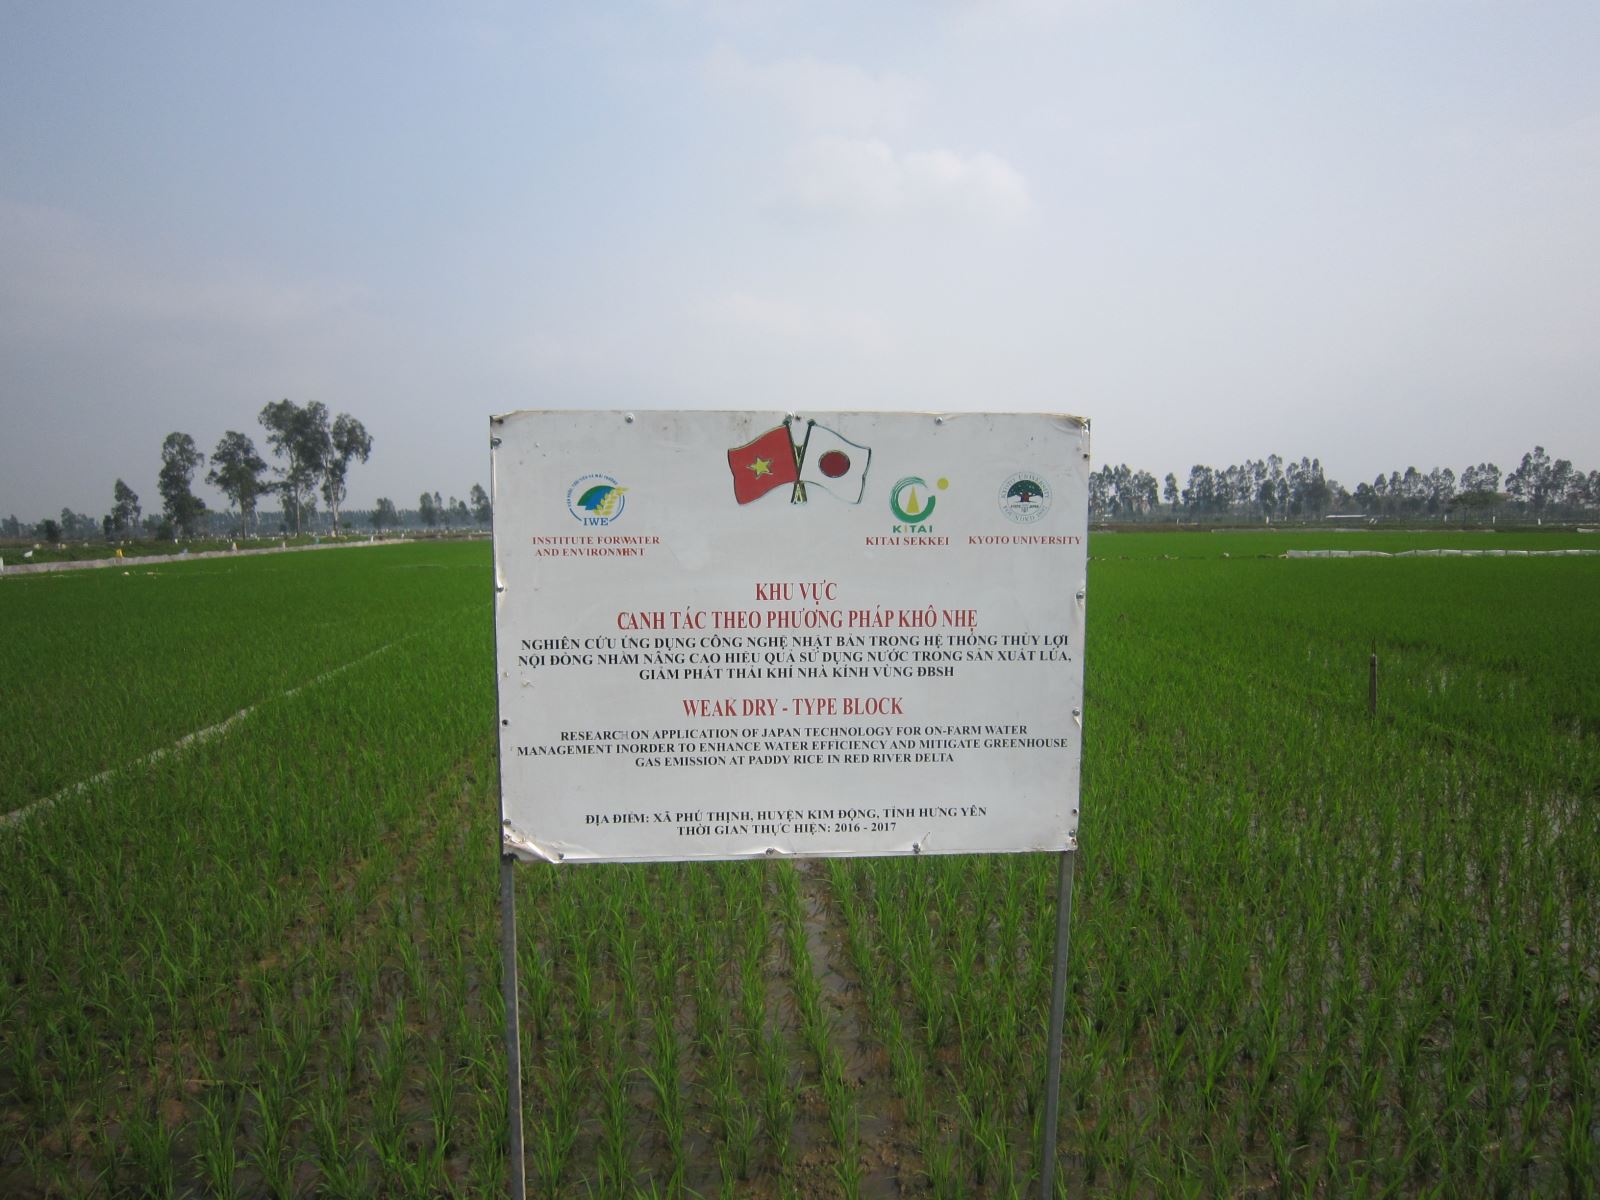 IWE
INSTITUTE FOR WATER
AND ENVIRONMENT
KITAI
KITAI SEKKEI
KYOTO UNIVERSITY
KHU VỰC
CANH TÁC THEO PHƯƠNG PHÁP KHÔ NHẸ
NGHIÊN CỨU ỨNG DỤNG CÔNG NGHỆ NHẬT BẢN TRONG HỆ THỐNG THỦY LỢI
NỘI ĐỒNG NHẰM NÂNG CAO HIỆU QUẢ SỬ DỤNG NƯỚC TRONG SẢN XUẤT LÚA,
GIẢM PHÁT THẢI KHÍ NHÀ KÍNH VÙNG ĐBSH
WEAK DRY - TYPE BLOCK
RESEARCH ON APPLICATION OF JAPAN TECHNOLOGY FOR ON-FARM WATER
MANAGEMENT INORDER TO ENHANCE WATER EFFICIENCY AND MITIGATE GREENHOUSE
GAS EMISSION AT PADDY RICE IN RED RIVER DELTA
ĐỊA ĐIỂM: XÃ PHÚ THỊNH, HUYỆN KIM ĐỘNG, TỈNH HƯNG YÊN
THỜI GIAN THỰC HIỆN: 2016 - 2017